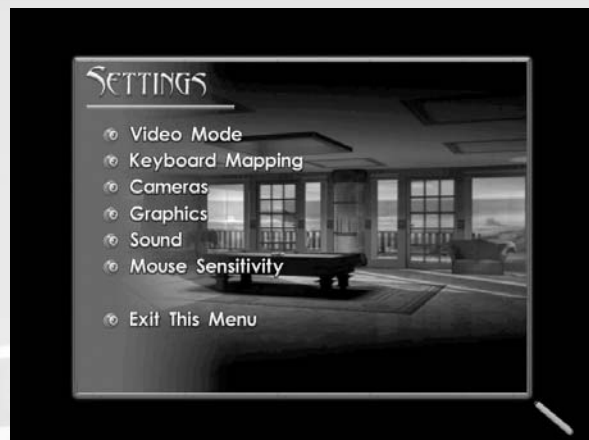 SETTINGS
Video Mode
Keyboard Mapping
Cameras
Graphics
Sound
Mouse Sensitivity
Exit This Menu